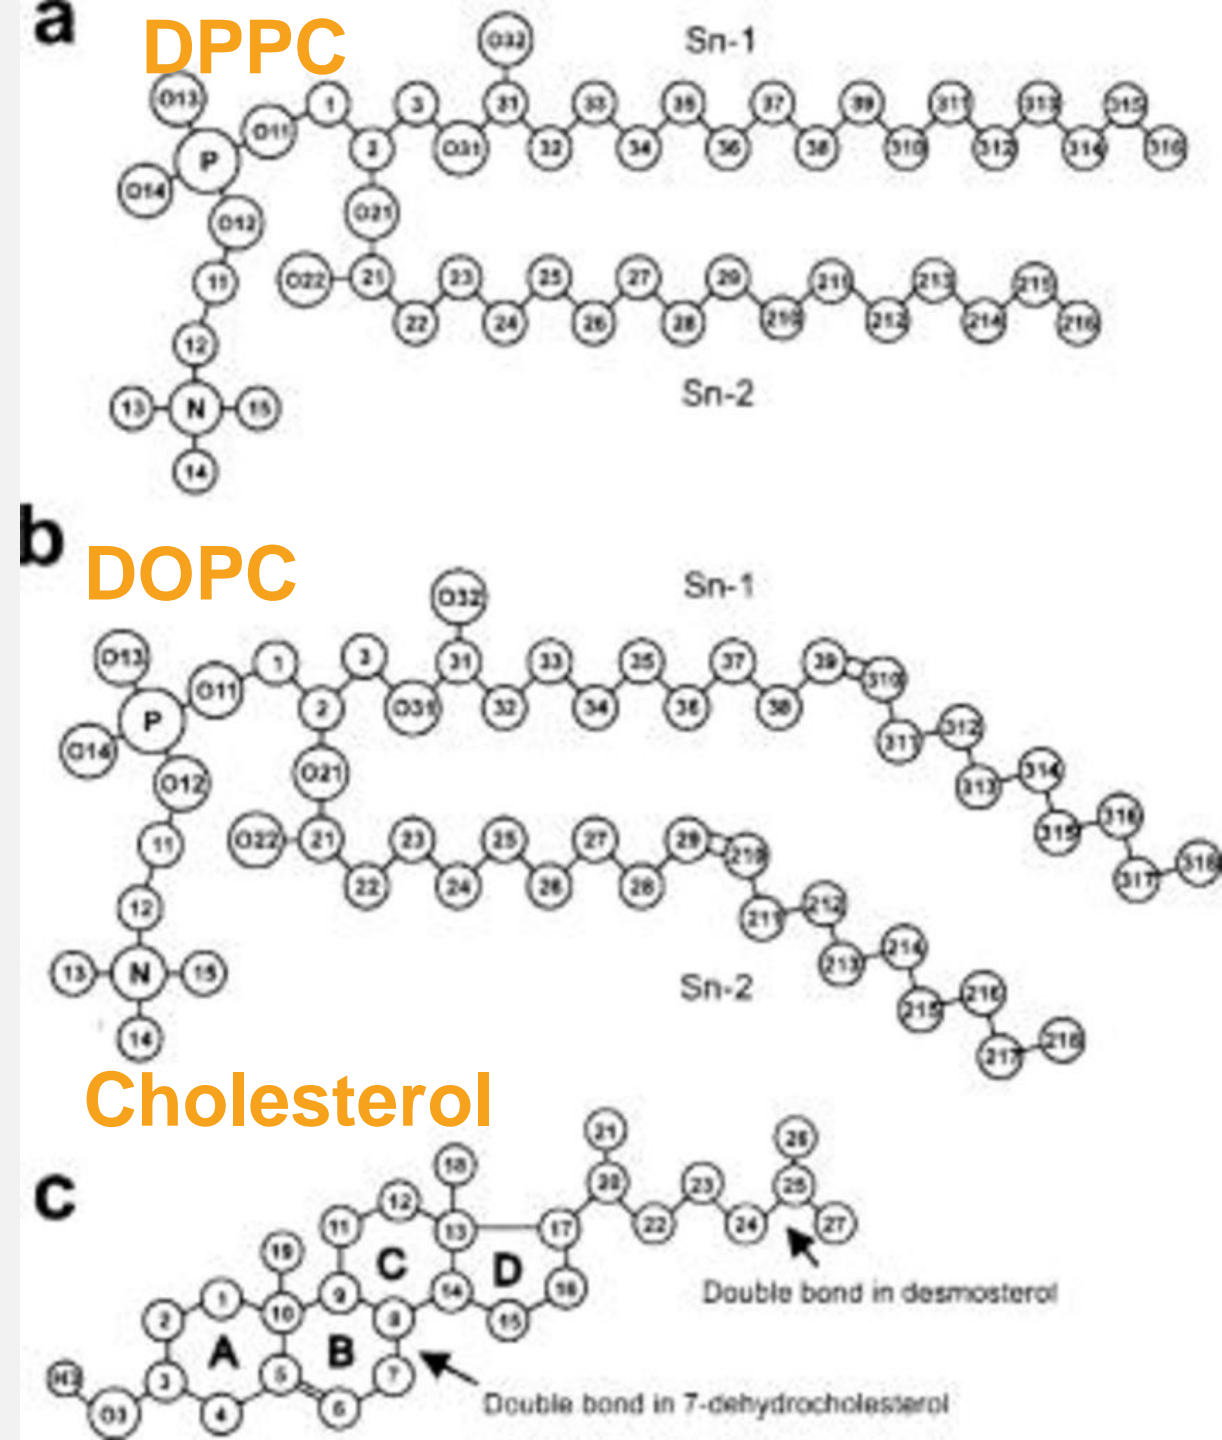 a
DPPC
Sn-1
O32
O13
O11
1
3
31
33
35
37
39
311
313
315
P
2
O31
32
34
36
38
310
312
314
316
O14
O12
O21
11
O22
21
23
25
27
29
211
213
215
22
24
26
28
210
212
214
216
12
Sn-2
13
N
15
14
b
DOPC
Sn-1
O32
O13
O11
1
3
31
33
35
37
39
310
P
2
O31
32
34
36
38
311
312
O14
O12
O21
313
314
315
316
317
318
11
O22
21
23
25
27
29
210
22
24
26
28
211
212
12
213
214
13
N
15
Sn-2
215
216
14
217
218
Cholesterol
c
21
26
18
20
23
25
12
22
24
27
11
13
17
19
C
D
Double bond in desmosterol
1
9
14
16
2
10
8
15
A
B
H3
3
5
7
Double bond in 7-dehydrocholesterol
O3
4
6